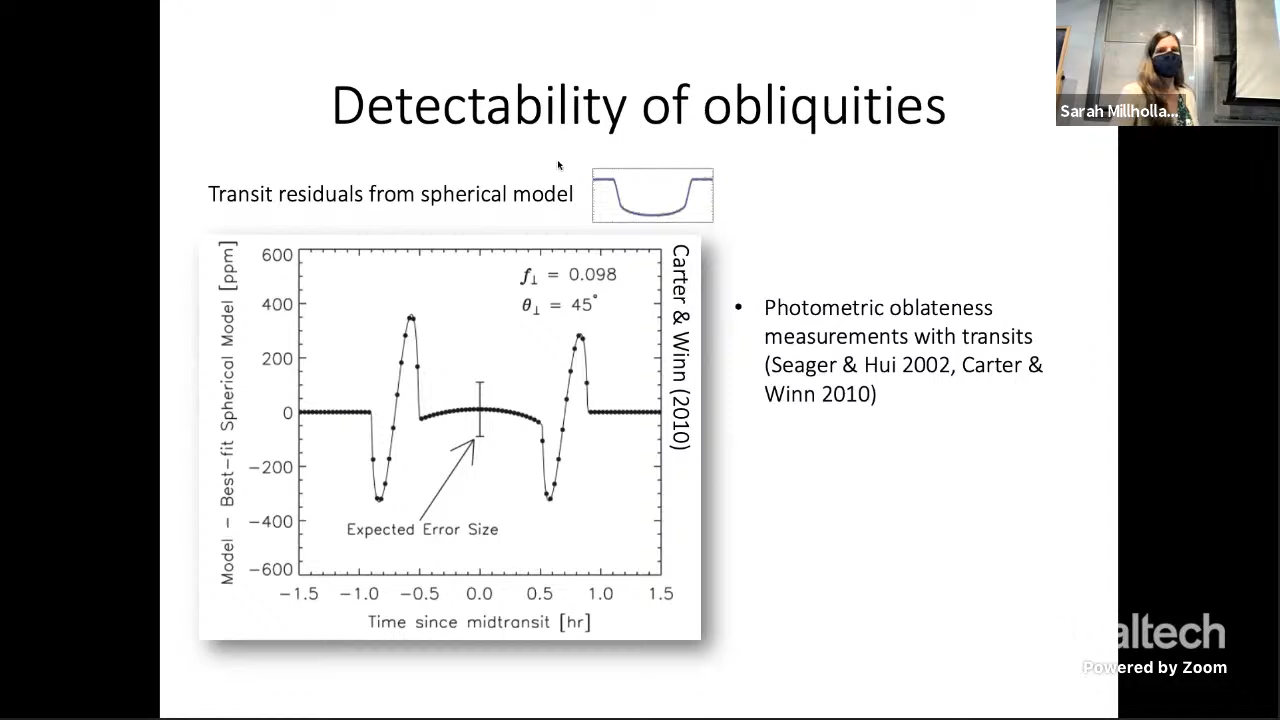 Detectability of obliquities
Sarah Millholla...
Transit residuals from spherical model
Model – Best–fit Spherical Model [ppm]
600
400
200
0
−200
−400
−600
f⊥ = 0.098
θ⊥ = 45°
Expected Error Size
−1.5 −1.0 −0.5 0.0 0.5 1.0 1.5
Time since midtransit [hr]
Carter & Winn (2010)
• Photometric oblateness
measurements with transits
(Seager & Hui 2002, Carter &
Winn 2010)
altech
Powered by Zoom